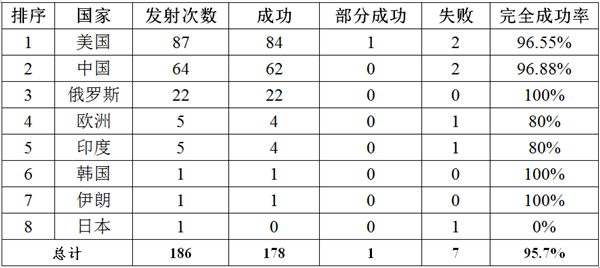 排序 国家 发射次数 成功 部分成功 失败 完全成功率
1 美国 87 84 1 2 96.55%
2 中国 64 62 0 2 96.88%
3 俄罗斯 22 22 0 0 100%
4 欧洲 5 4 0 1 80%
5 印度 5 4 0 1 80%
6 韩国 1 1 0 0 100%
7 伊朗 1 1 0 0 100%
8 日本 1 0 0 1 0%
总计 186 178 1 7 95.7%